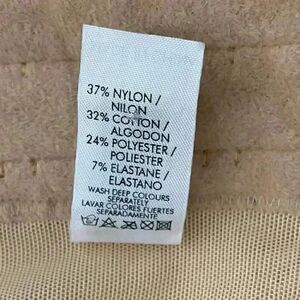 37% NYLON /
NILON
32% COTTON /
ALGODON
24% POLYESTER /
POLIESTER
7% ELASTANE /
ELASTANO
WASH DEEP COLOURS
SEPARATELY
LAVAR COLORES FUERTES
SEPARADAMENTE